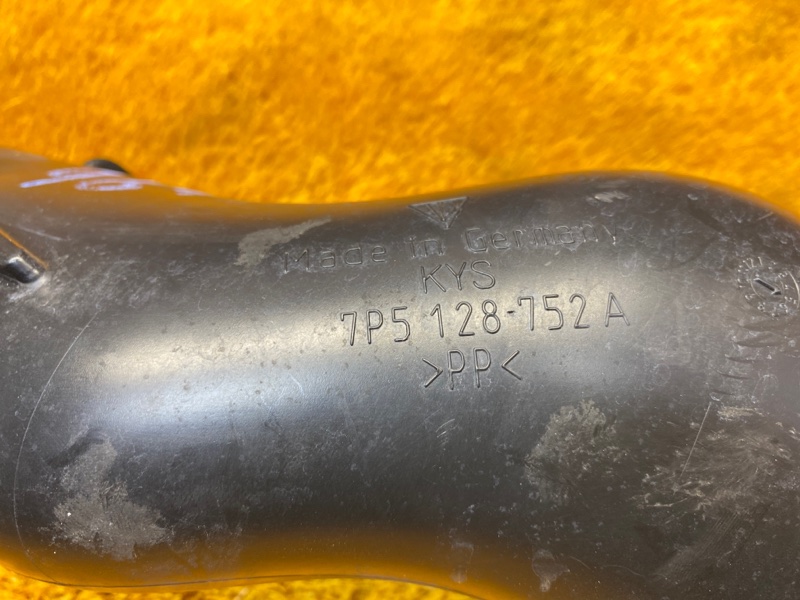 Made in Germany
KYS
7P5 128-752 A
>PP<